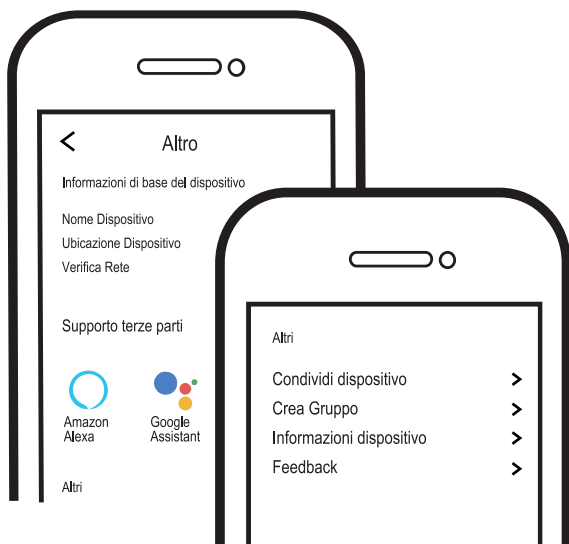 Altro
Informazioni di base del dispositivo
Nome Dispositivo
Ubicazione Dispositivo
Verifica Rete
Supporto terze parti
Amazon
Alexa
Google
Assistant
Altri
Altri
Condividi dispositivo
Crea Gruppo
Informazioni dispositivo
Feedback